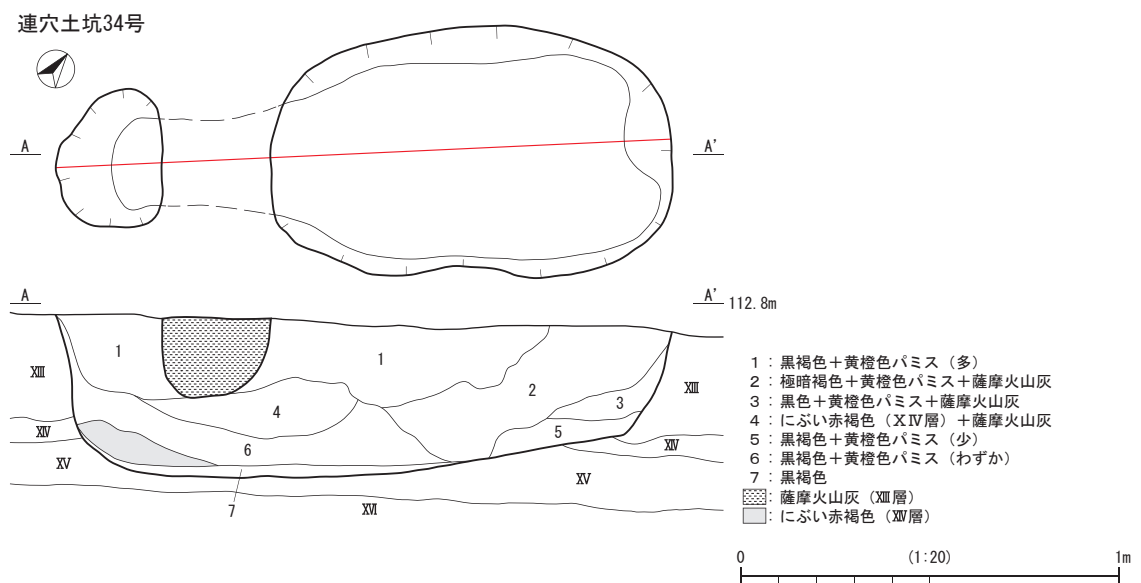 連穴土坑34号
A
A'
A
A' 112.8m
1
1
2
3
4
5
6
7
ⅩⅢ
ⅩⅣ
ⅩⅤ
ⅩⅥ
ⅩⅢ
ⅩⅣ
ⅩⅤ
1：黒褐色＋黄橙色パミス（多）
2：極暗褐色＋黄橙色パミス＋薩摩火山灰
3：黒色＋黄橙色パミス＋薩摩火山灰
4：にぶい赤褐色（ＸⅣ層）＋薩摩火山灰
5：黒褐色＋黄橙色パミス（少）
6：黒褐色＋黄橙色パミス（わずか）
7：黒褐色
：薩摩火山灰（ⅩⅢ層）
：にぶい赤褐色（ⅩⅣ層）
0 (1:20) 1m